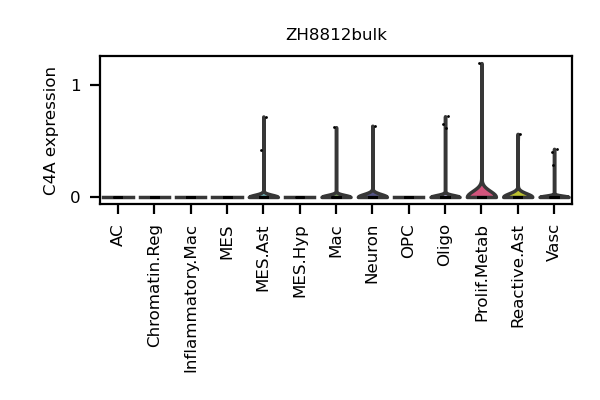 ZH8812bulk
C4A expression
1
0
AC
Chromatin.Reg
Inflammatory.Mac
MES
MES.Ast
MES.Hyp
Mac
Neuron
OPC
Oligo
Prolif.Metab
Reactive.Ast
Vasc